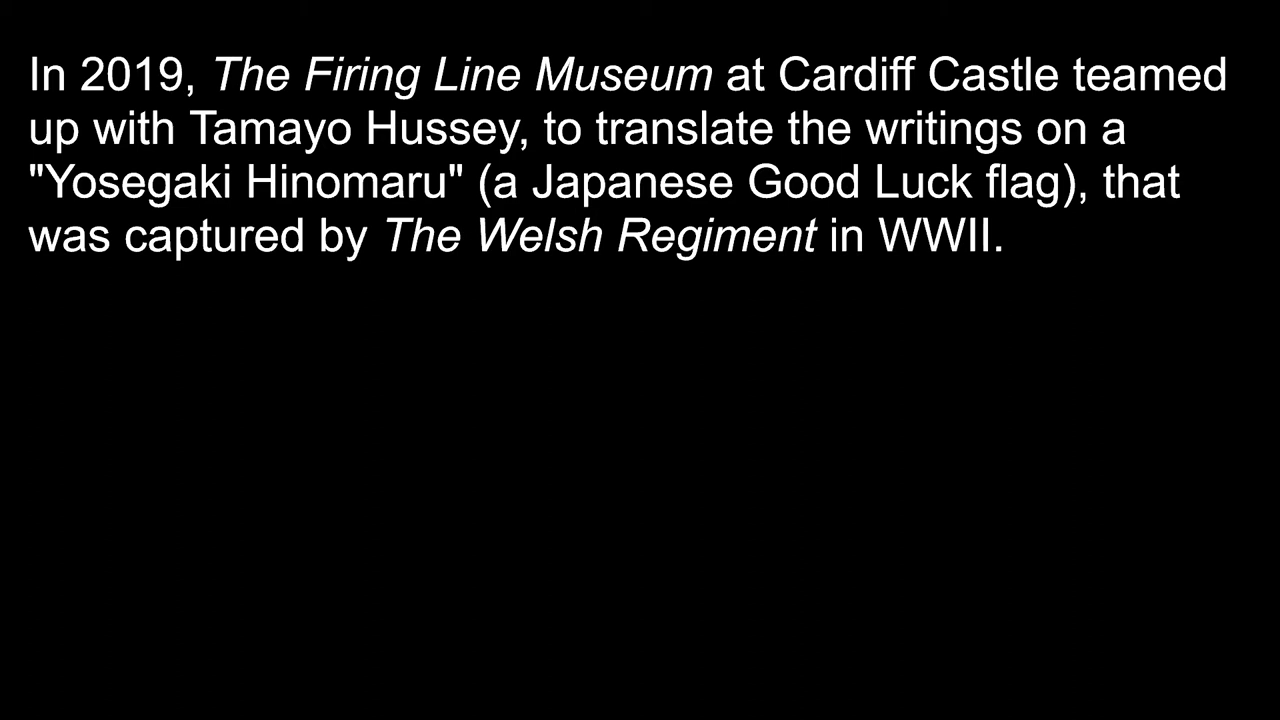 In 2019, The Firing Line Museum at Cardiff Castle teamed
up with Tamayo Hussey, to translate the writings on a
"Yosegaki Hinomaru" (a Japanese Good Luck flag), that
was captured by The Welsh Regiment in WWII.